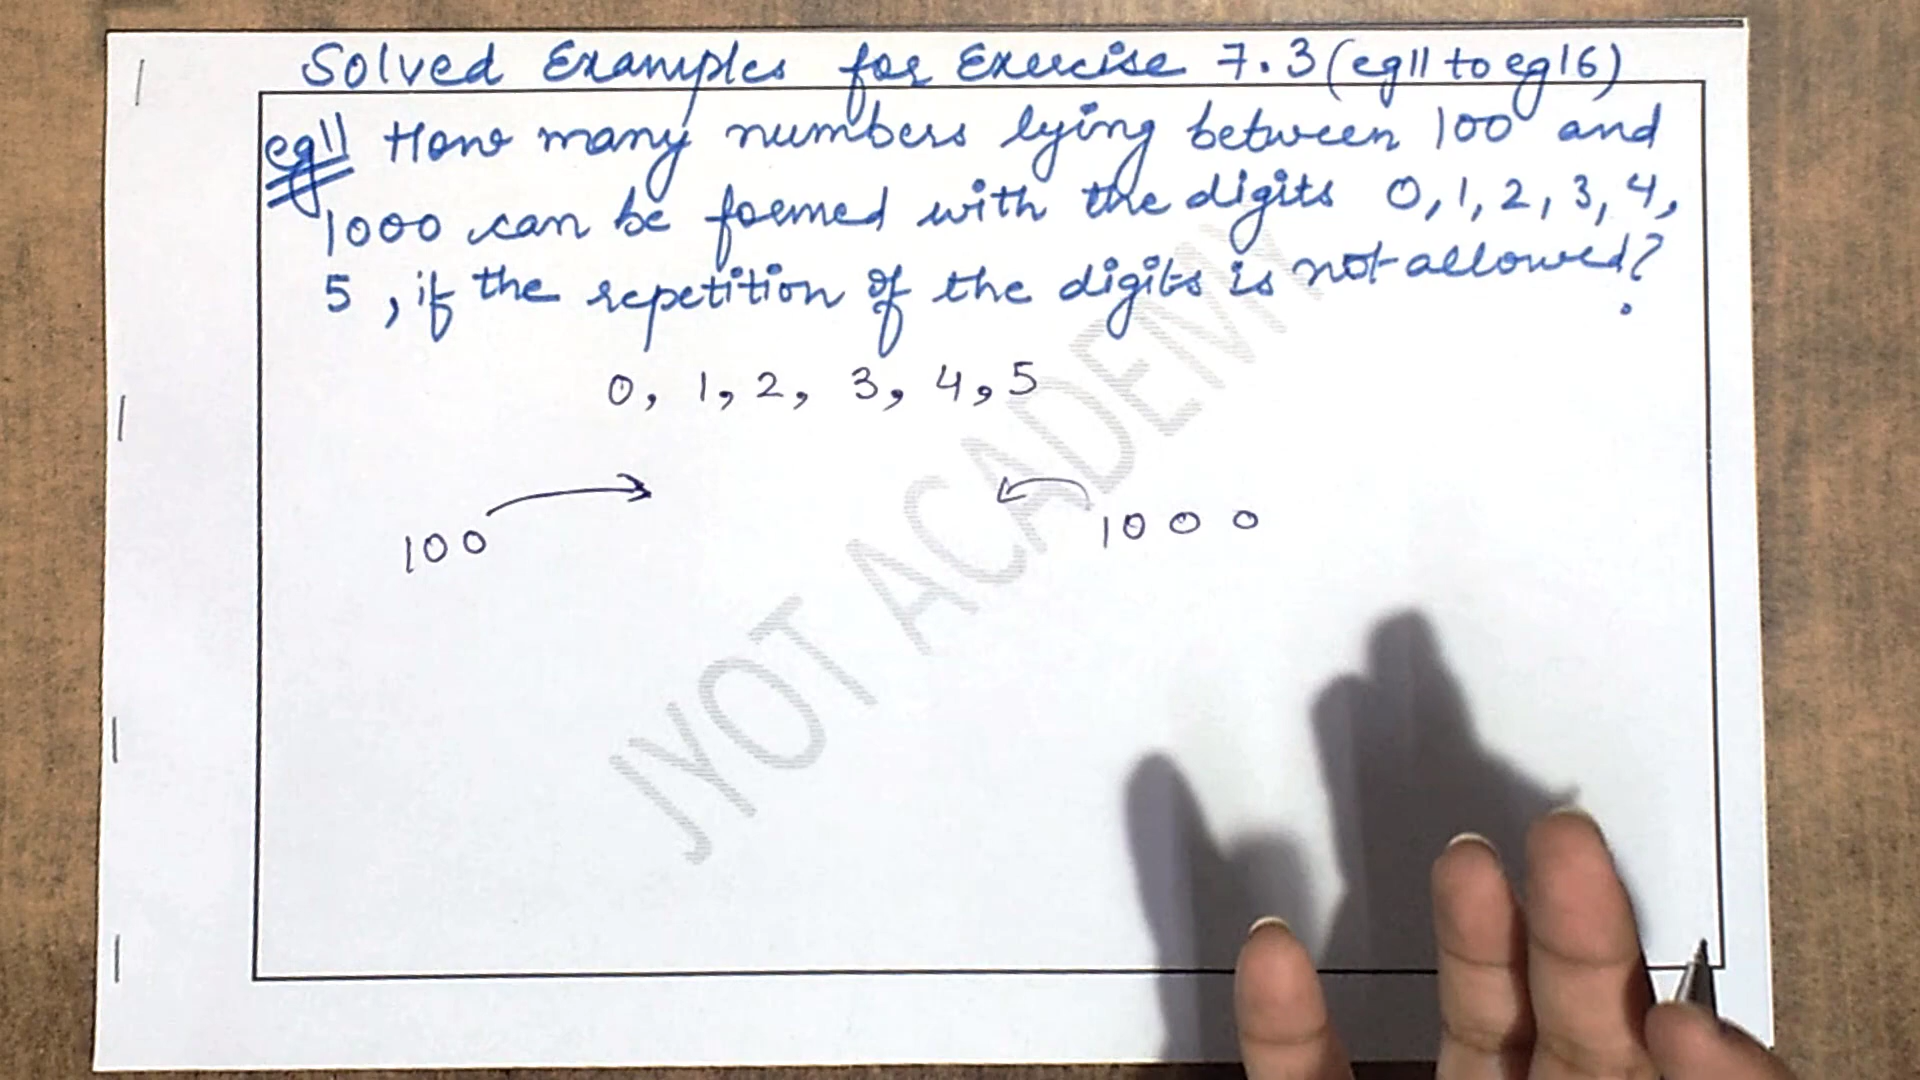 Solved Examples for Exercise 7.3 (eg11 to eg16)
eg11 How many numbers lying between 100 and
1000 can be formed with the digits 0, 1, 2, 3, 4,
5, if the repetition of the digits is not allowed?
0, 1, 2, 3, 4, 5
100 1000
JYOT ACADEMY